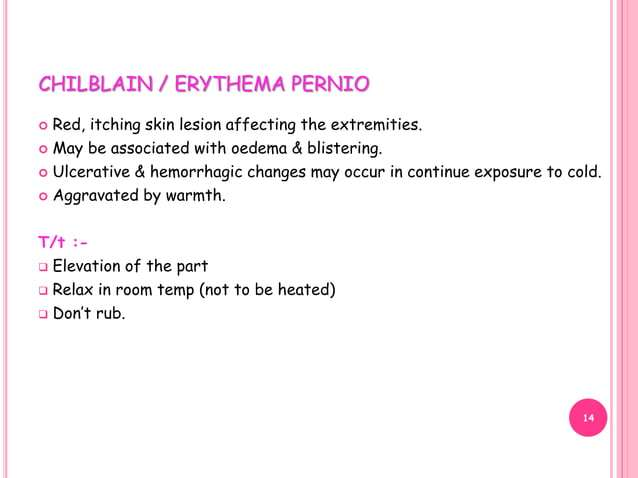 CHILBLAIN / ERYTHEMA PERNIO
Red, itching skin lesion affecting the extremities.
May be associated with oedema & blistering.
Ulcerative & hemorrhagic changes may occur in continue exposure to cold.
Aggravated by warmth.
T/t :-
Elevation of the part
Relax in room temp (not to be heated)
Don't rub.
14